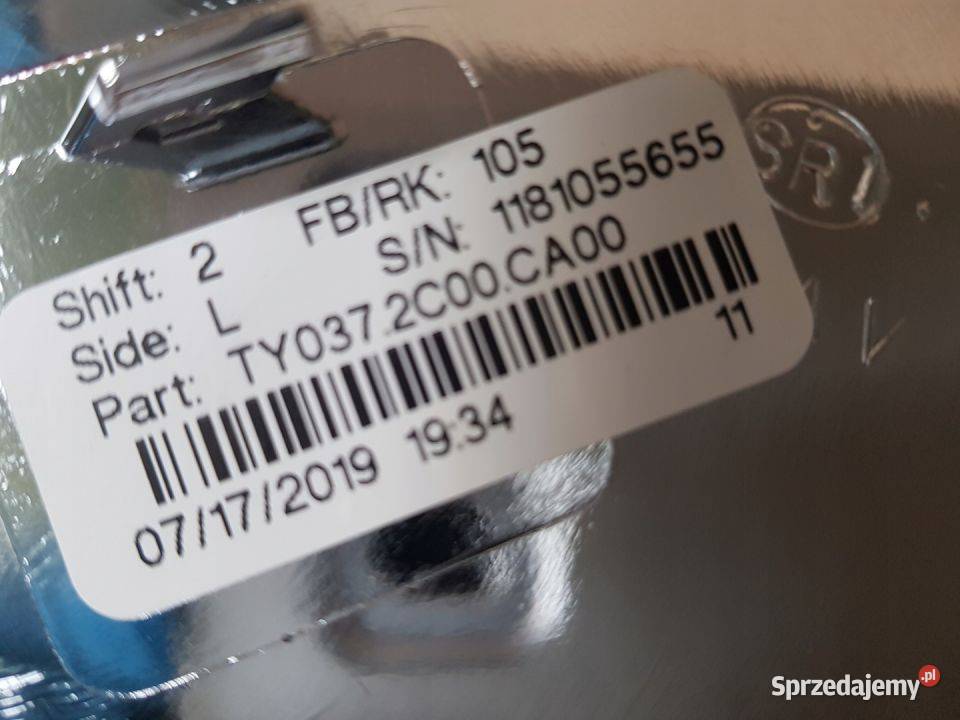 Shift: 2 FB/RK: 105
Side: L S/N: 1181055655
Part: TY037.2C00.CA00
11
07/17/2019 19:34
SRI
Sprzedajemy.pl